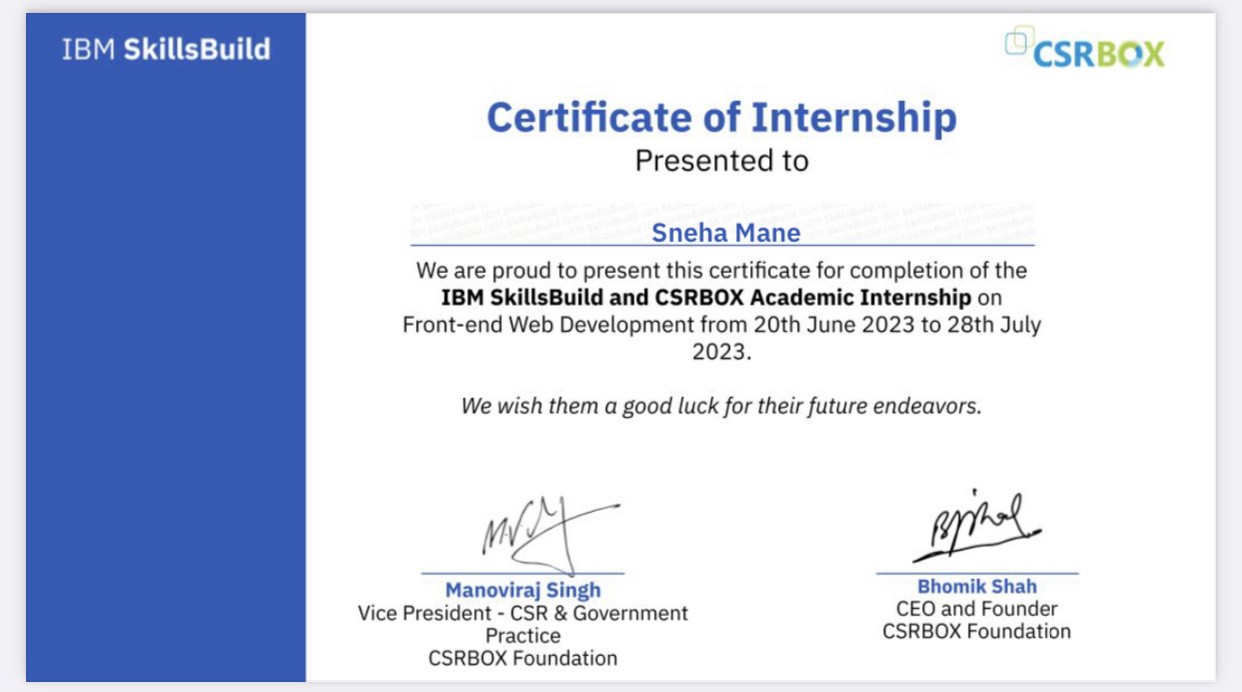 IBM SkillsBuild
CSRBOX
Certificate of Internship
Presented to
Sneha Mane
We are proud to present this certificate for completion of the
IBM SkillsBuild and CSRBOX Academic Internship on
Front-end Web Development from 20th June 2023 to 28th July
2023.
We wish them a good luck for their future endeavors.
Manoviraj Singh
Vice President - CSR & Government
Practice
CSRBOX Foundation
Bhomik Shah
CEO and Founder
CSRBOX Foundation